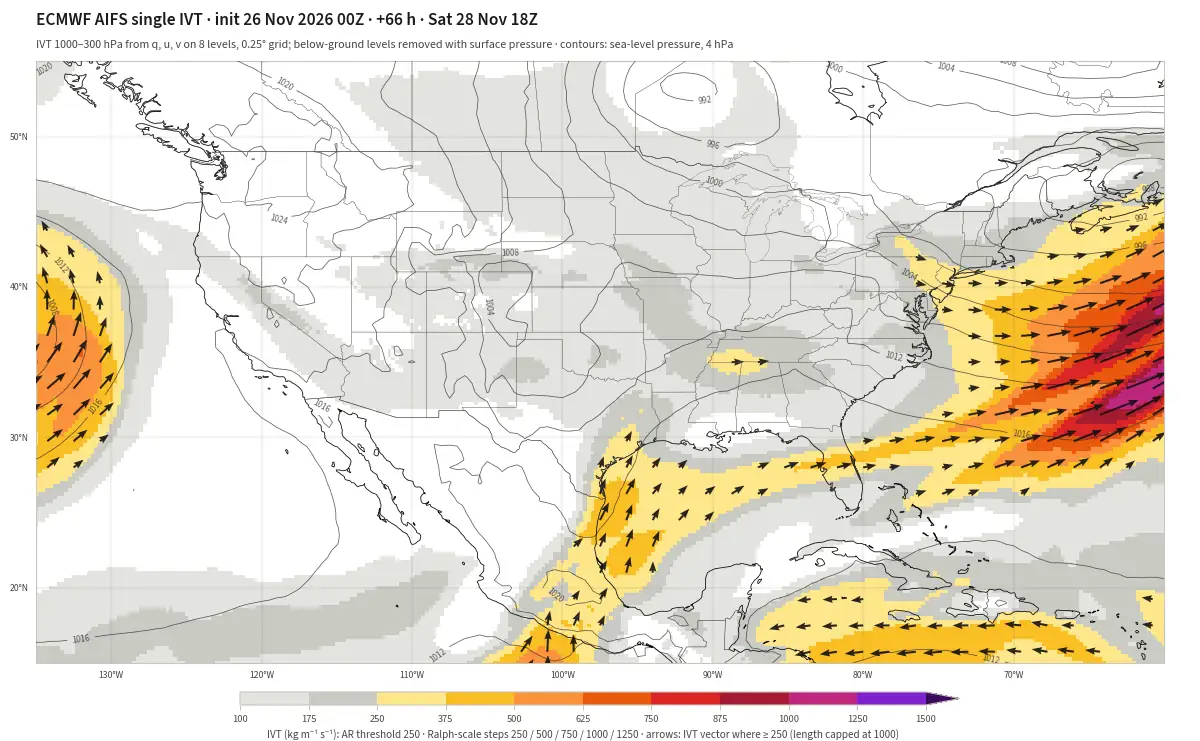 ECMWF AIFS single IVT · init 26 Nov 2026 00Z · +66 h · Sat 28 Nov 18Z
IVT 1000–300 hPa from q, u, v on 8 levels, 0.25° grid; below-ground levels removed with surface pressure · contours: sea-level pressure, 4 hPa
1020
1020
1000
1004
1008
992
50°N
996
1000
1024
992
996
1008
1012
1004
40°N
1004
1008
1012
1016
1016
1016
30°N
20°N
1020
1016
1012
1012
130°W
120°W
110°W
100°W
90°W
80°W
70°W
100
175
250
375
500
625
750
875
1000
1250
1500
IVT (kg m⁻¹ s⁻¹): AR threshold 250 · Ralph-scale steps 250 / 500 / 750 / 1000 / 1250 · arrows: IVT vector where ≥ 250 (length capped at 1000)